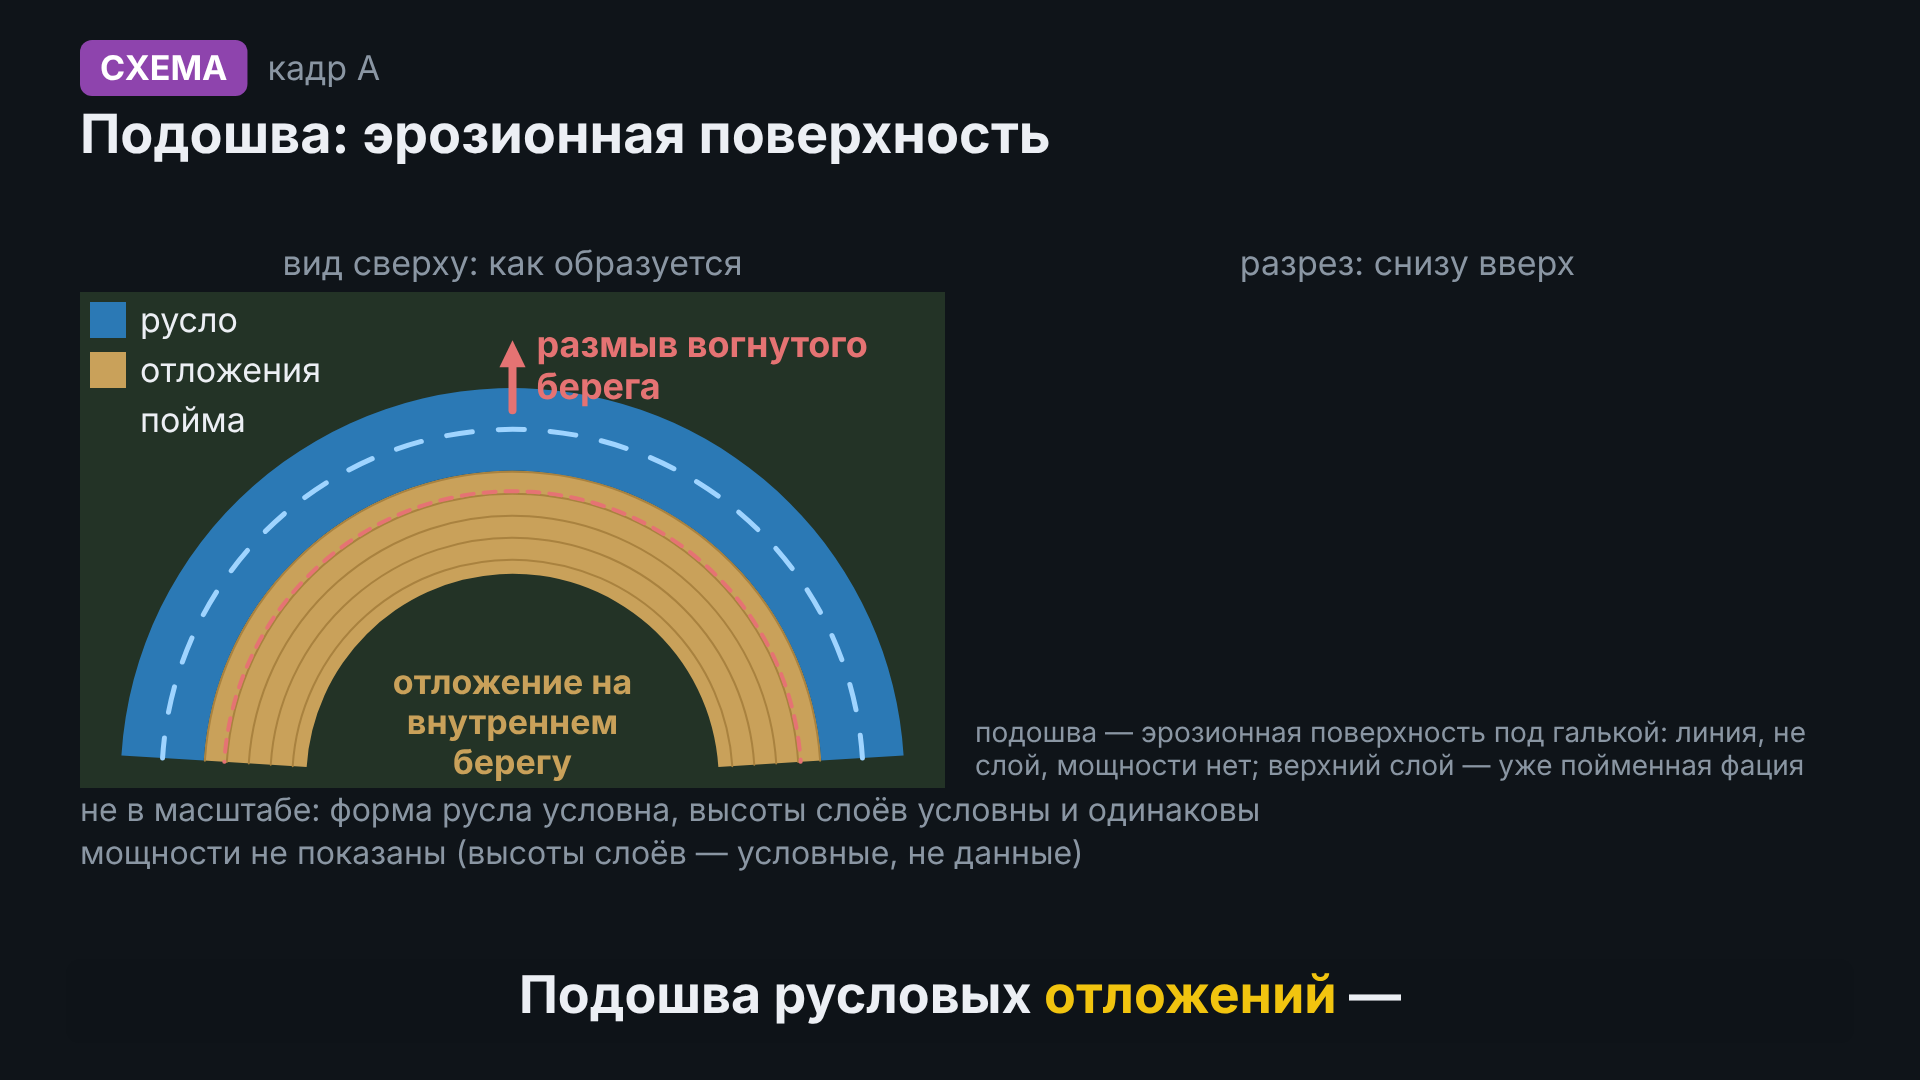 СХЕМА кадр А
Подошва: эрозионная поверхность
вид сверху: как образуется
русло
отложения
пойма
размыв вогнутого
берега
отложение на
внутреннем
берегу
разрез: снизу вверх
подошва — эрозионная поверхность под галькой: линия, не
слой, мощности нет; верхний слой — уже пойменная фация
не в масштабе: форма русла условна, высоты слоёв условны и одинаковы
мощности не показаны (высоты слоёв — условные, не данные)
Подошва русловых отложений —